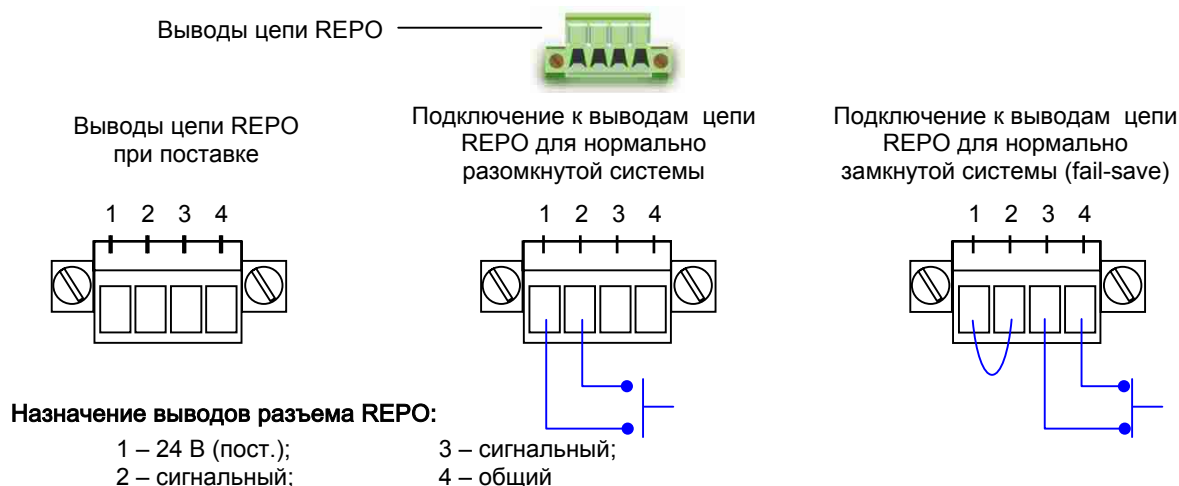 Выводы цепи REPO
Выводы цепи REPO
при поставке
1 2 3 4
Подключение к выводам цепи
REPO для нормально
разомкнутой системы
1 2 3 4
Подключение к выводам цепи
REPO для нормально
замкнутой системы (fail-save)
1 2 3 4
Назначение выводов разъема REPO:
1 – 24 В (пост.);
2 – сигнальный;
3 – сигнальный;
4 – общий